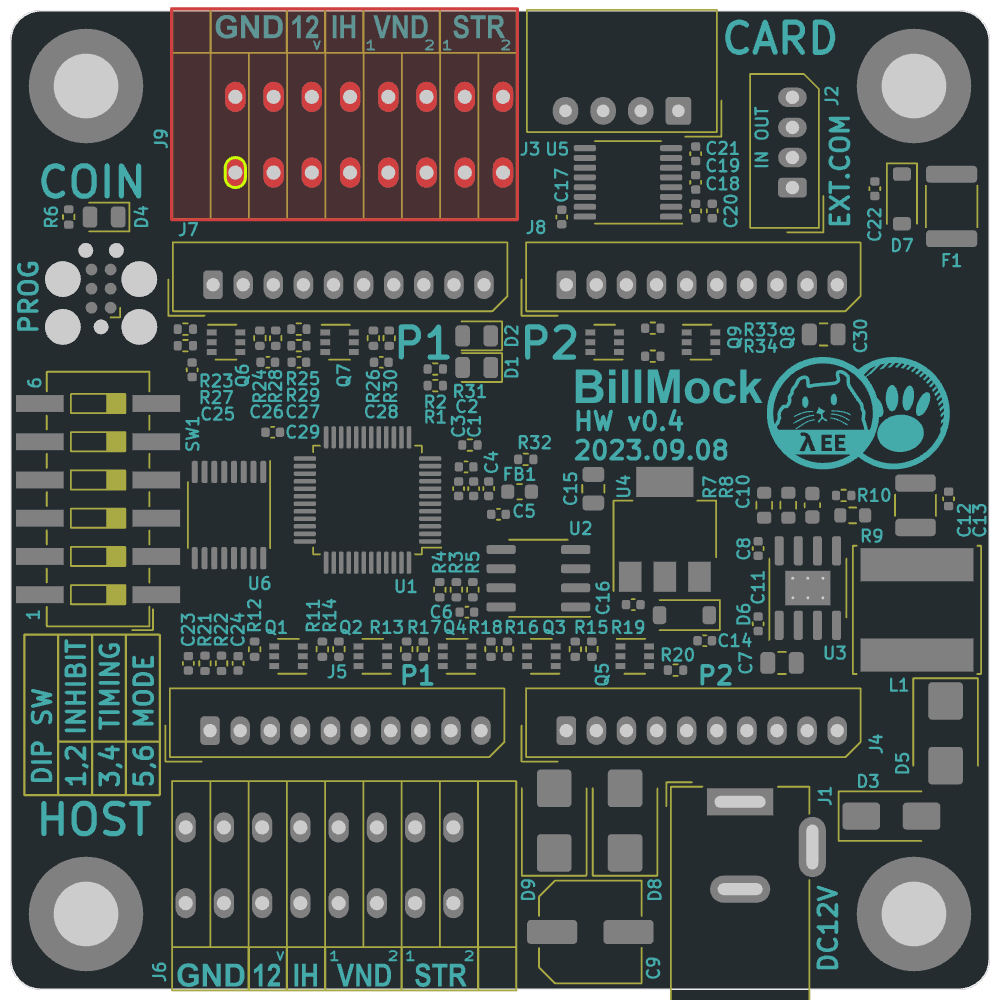 GND 12 IH VND STR
v 1 2 1 2
CARD
J9
J2
IN OUT
EXT.COM
J3 U5
C21
C19
C18
C17
C20
COIN
R6
D4
J7
J8
C22
D7
F1
PROG
P1
D2
D1
P2
Q9
R33
R34
Q8
C30
R23
R27
C25
Q6
R24
R28
C26
R25
R29
C27
Q7
R26
R30
C28
R31
R2
R1
C2
C3
C1
BillMock
HW v0.4
2023.09.08
λEE
6
SW1
C29
R32
C4
FB1
C5
C15
U4
R7
R8
C10
R10
R9
C12
C13
U2
C8
U6
U1
R4
R3
R5
C6
C16
C11
D6
U3
1
C23
R21
R22
C24
R12
Q1
R11
R14
Q2
R13
R17
Q4
R18
R16
Q3
R15
R19
C14
J5
P1
Q5
R20
P2
C7
L1
DIP SW
1,2 INHIBIT
3,4 TIMING
5,6 MODE
J4
D5
D3
J1
HOST
D9
D8
DC12V
C9
J6
v 1 2 1 2
GND 12 IH VND STR